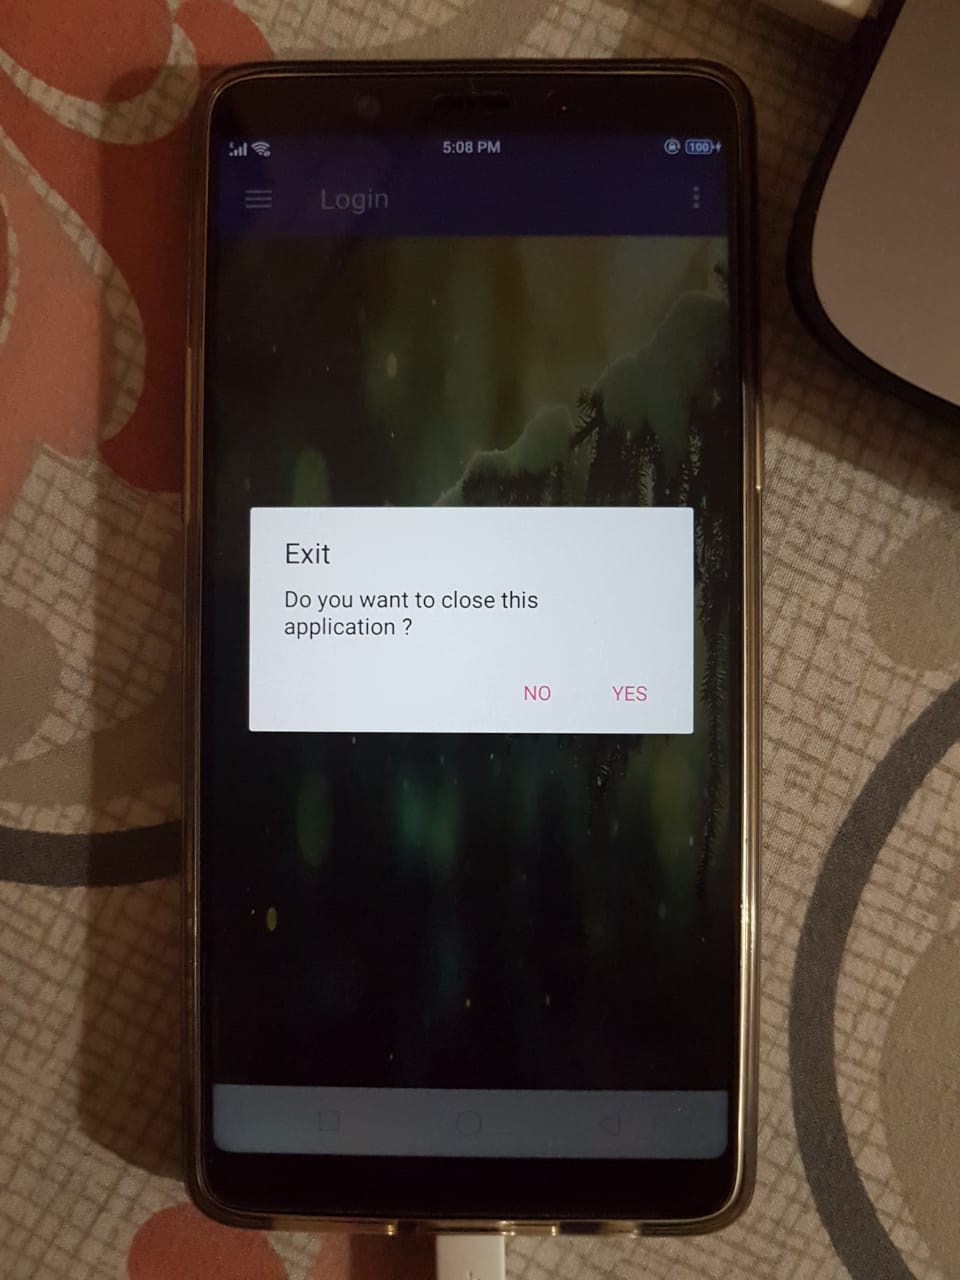 5:08 PM
100
Login
Exit
Do you want to close this
application ?
NO YES